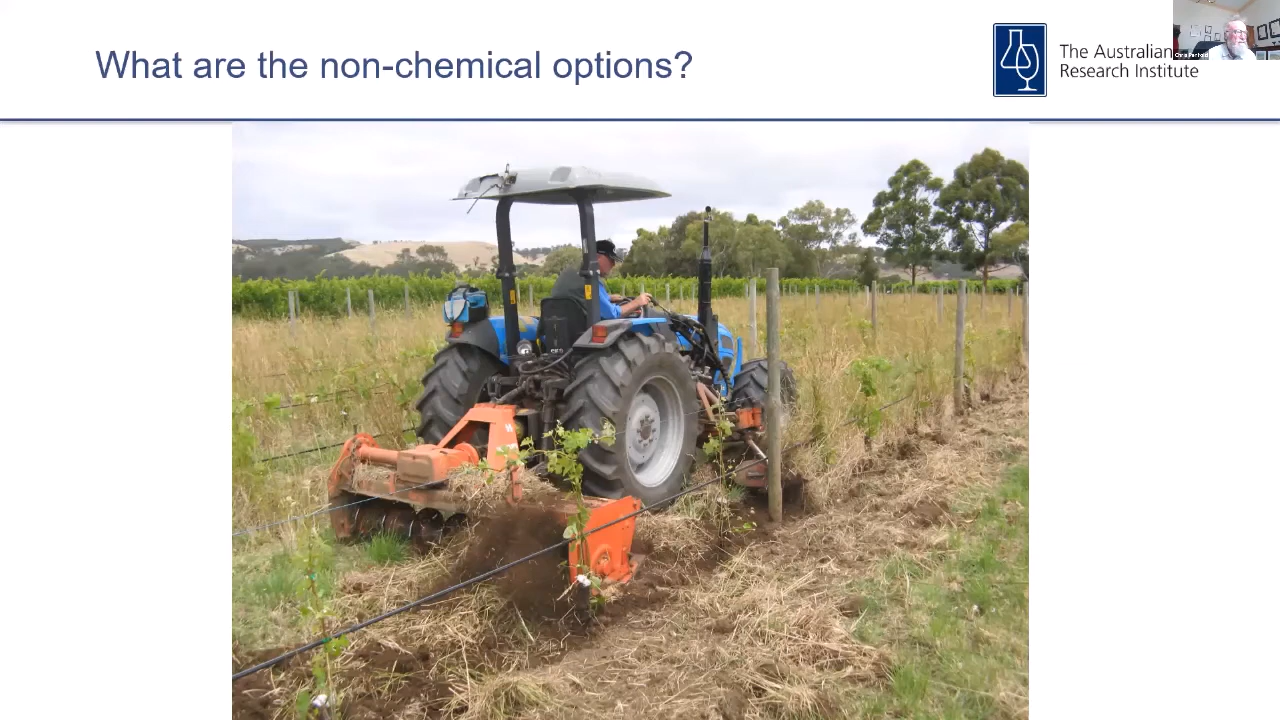 What are the non-chemical options?
The Australian
Research Institute